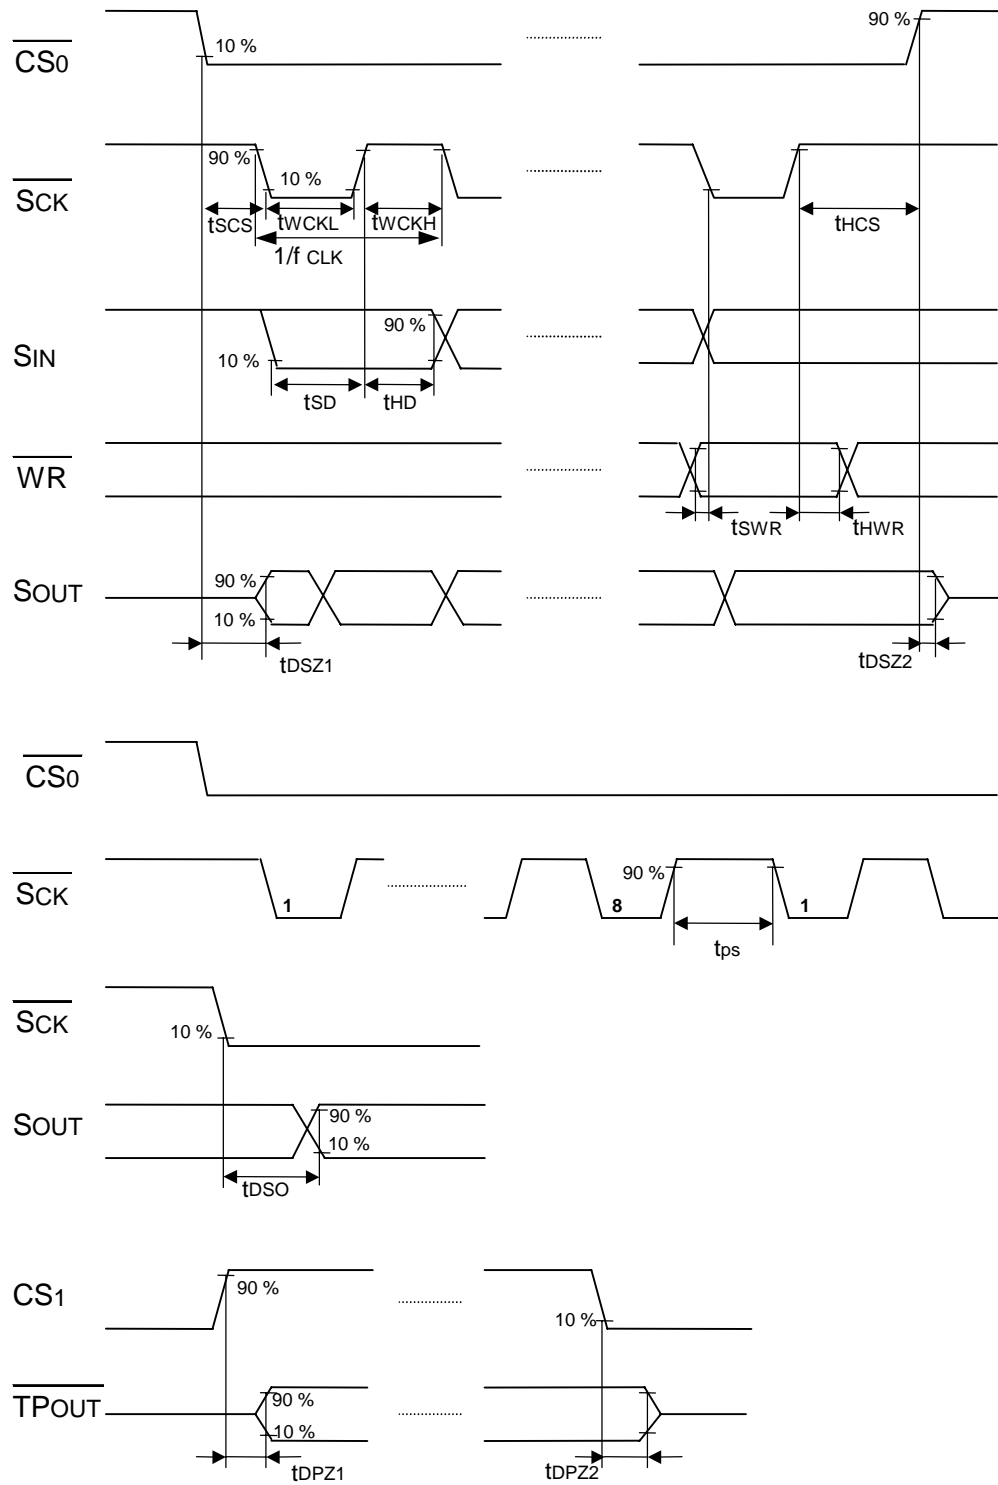 90 %
10 %
CS0
90 %
10 %
SCK
tSCS
tWCKL
tWCKH
tHCS
1/f CLK
90 %
SIN
10 %
tSD
tHD
WR
tSWR
tHWR
90 %
SOUT
10 %
tDSZ1
tDSZ2
CS0
SCK
90 %
1
8
1
tps
SCK
10 %
SOUT
90 %
10 %
tDSO
CS1
90 %
10 %
TPOUT
90 %
10 %
tDPZ1
tDPZ2